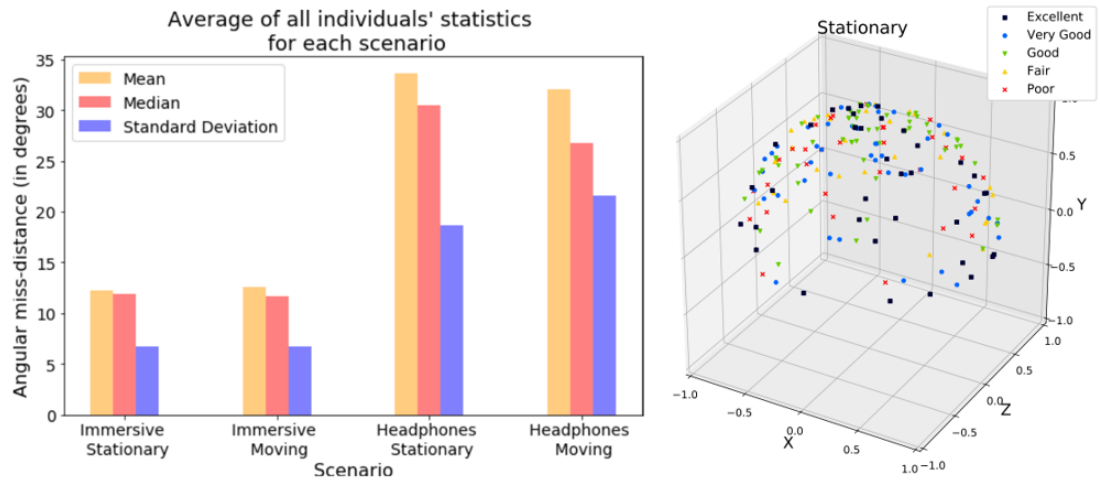 Average of all individuals' statistics
for each scenario
Angular miss-distance (in degrees)
35
30
25
20
15
10
5
0
Mean
Median
Standard Deviation
Immersive
Stationary
Immersive
Moving
Headphones
Stationary
Headphones
Moving
Scenario
Stationary
Excellent
Very Good
Good
Fair
Poor
0.5
0.0
−0.5
−1.0
Y
−1.0
−0.5
0.0
0.5
1.0
X
−1.0
−0.5
0.0
0.5
1.0
Z